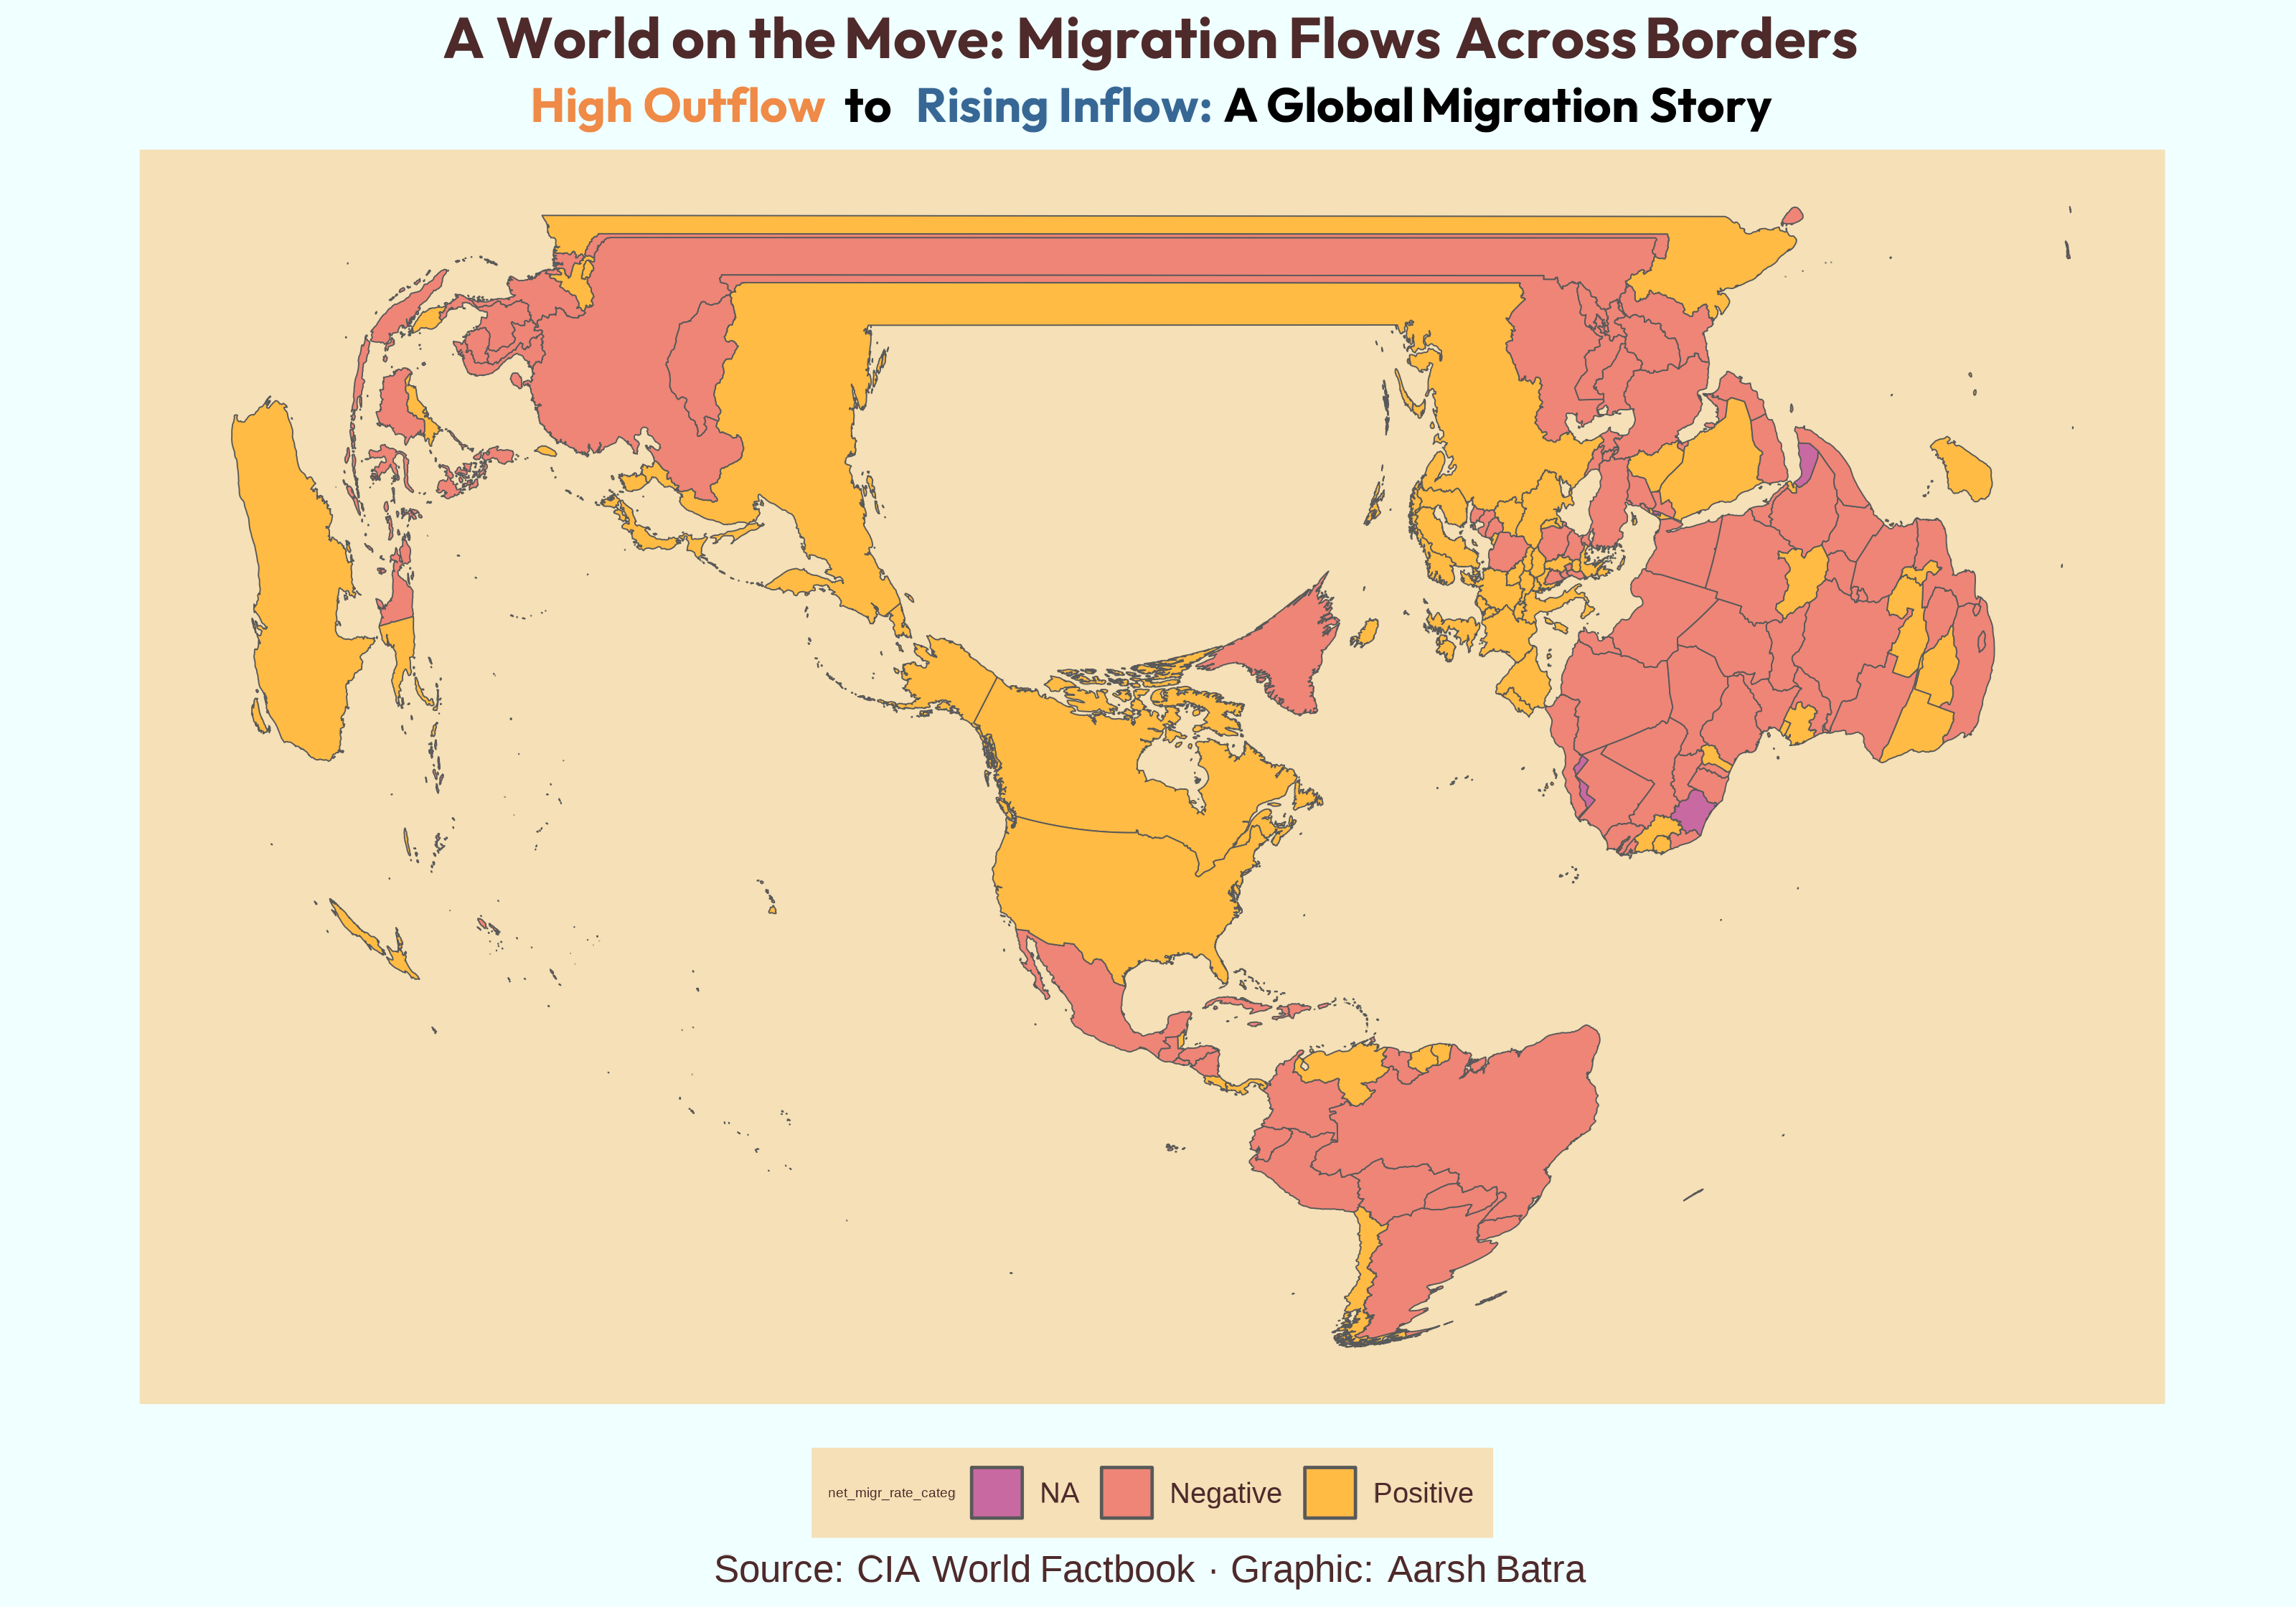 A World on the Move: Migration Flows Across Borders
High Outflow to Rising Inflow: A Global Migration Story
net_migr_rate_categ NA Negative Positive
Source: CIA World Factbook · Graphic: Aarsh Batra